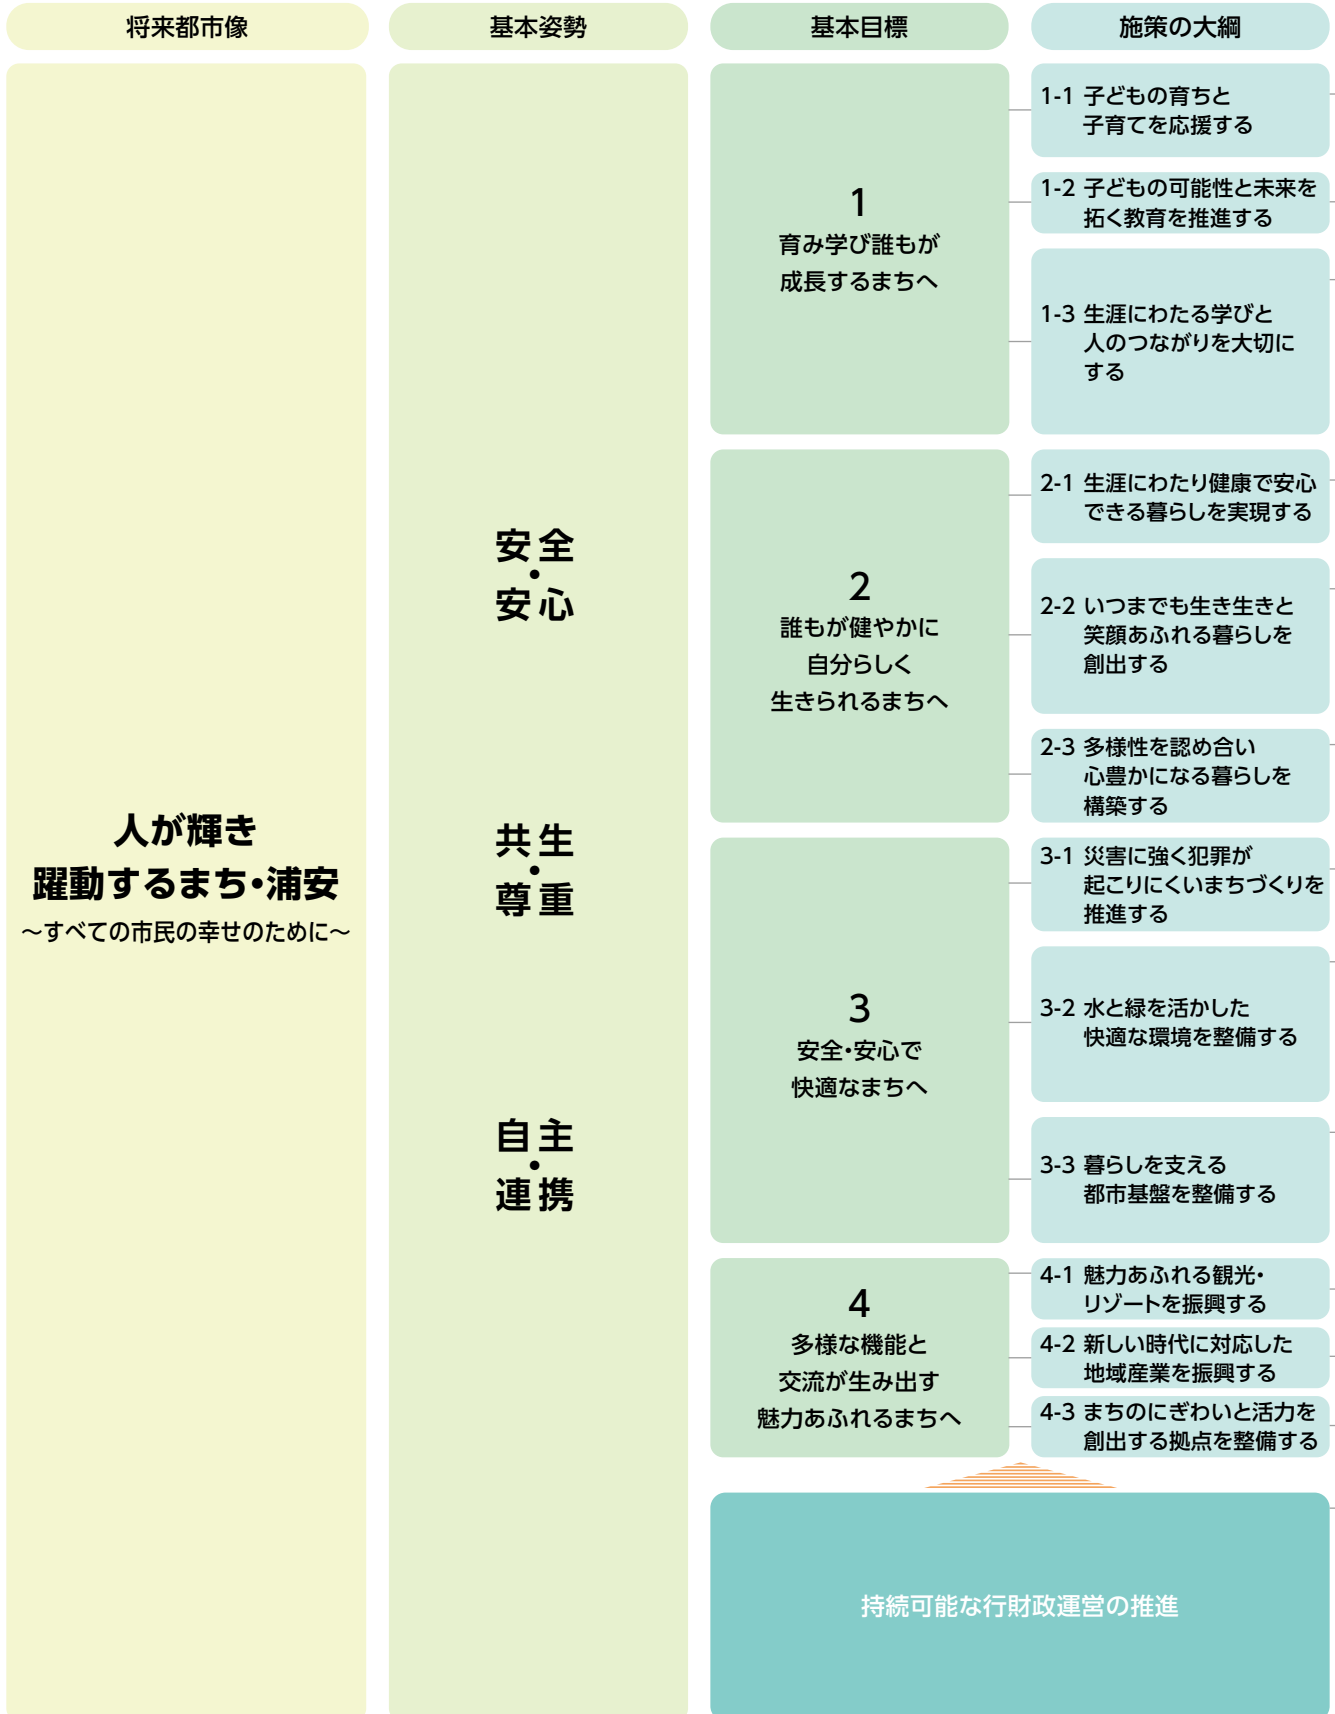 将来都市像
基本姿勢
基本目標
施策の大綱
人が輝き
躍動するまち・浦安
～すべての市民の幸せのために～
安全
・
安心
共生
・
尊重
自主
・
連携
1
育み学び誰もが
成長するまちへ
1-1 子どもの育ちと
子育てを応援する
1-2 子どもの可能性と未来を
拓く教育を推進する
1-3 生涯にわたる学びと
人のつながりを大切に
する
2
誰もが健やかに
自分らしく
生きられるまちへ
2-1 生涯にわたり健康で安心
できる暮らしを実現する
2-2 いつまでも生き生きと
笑顔あふれる暮らしを
創出する
2-3 多様性を認め合い
心豊かになる暮らしを
構築する
3
安全・安心で
快適なまちへ
3-1 災害に強く犯罪が
起こりにくいまちづくりを
推進する
3-2 水と緑を活かした
快適な環境を整備する
3-3 暮らしを支える
都市基盤を整備する
4
多様な機能と
交流が生み出す
魅力あふれるまちへ
4-1 魅力あふれる観光・
リゾートを振興する
4-2 新しい時代に対応した
地域産業を振興する
4-3 まちのにぎわいと活力を
創出する拠点を整備する
持続可能な行財政運営の推進